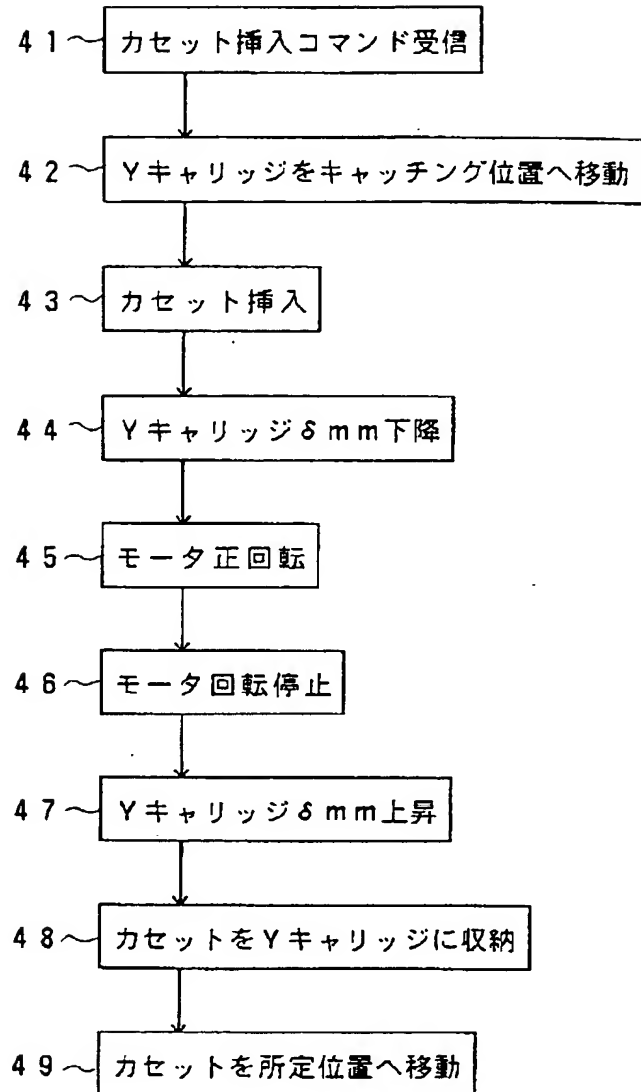 41 カセット挿入コマンド受信
42 Yキャリッジをキャッチング位置へ移動
43 カセット挿入
44 Yキャリッジδmm下降
45 モータ正回転
46 モータ回転停止
47 Yキャリッジδmm上昇
48 カセットをYキャリッジに収納
49 カセットを所定位置へ移動